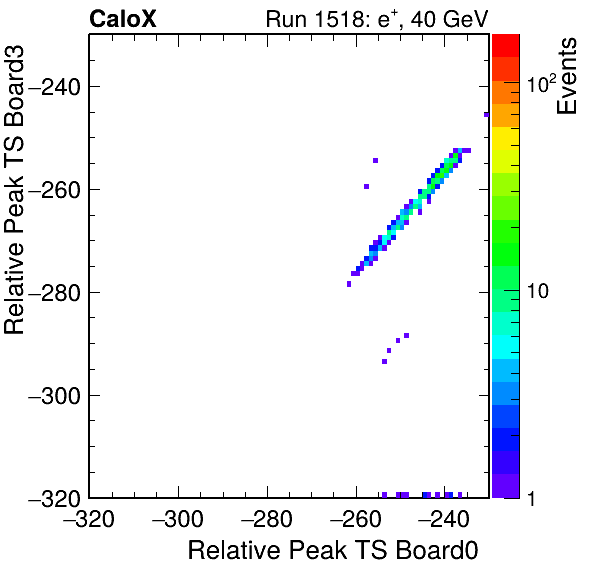 CaloX Run 1518: e⁺, 40 GeV
Relative Peak TS Board3
Events
−240
−260
−280
−300
−320
10²
10
1
−320 −300 −280 −260 −240
Relative Peak TS Board0